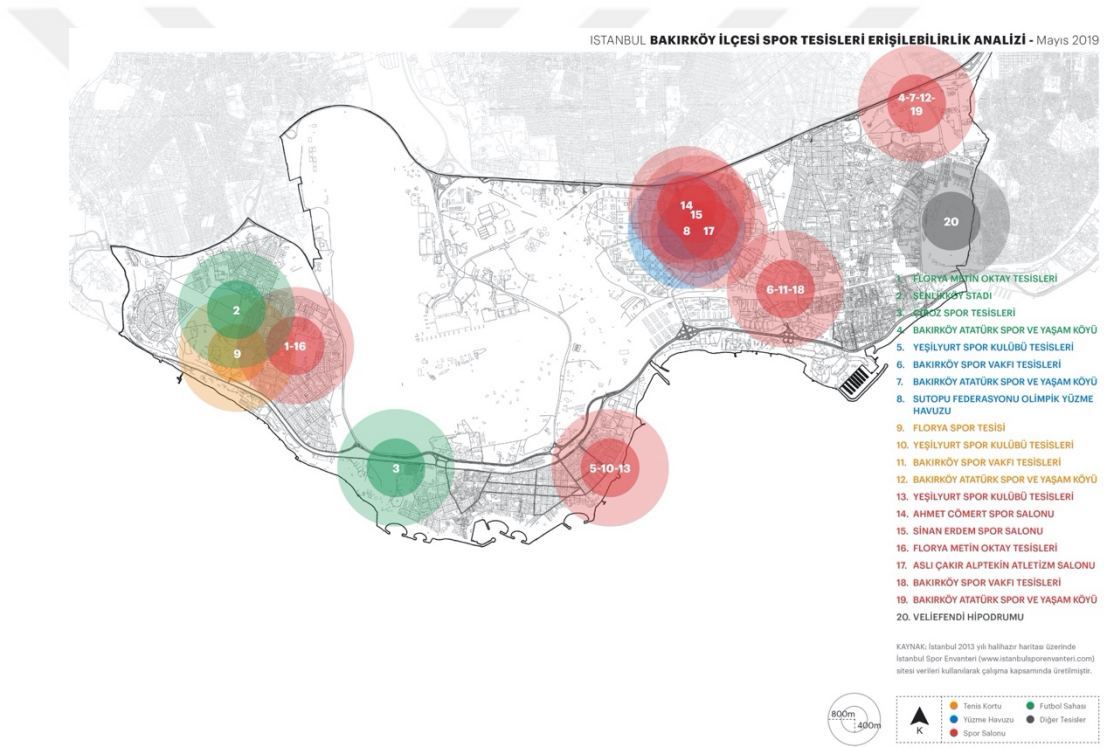 ISTANBUL BAKIRKÖY İLÇESİ SPOR TESİSLERİ ERİŞİLEBİLİRLİK ANALİZİ - Mayıs 2019
4-7-12-
19
14
15
8
17
20
6-11-18
2
9
1-16
3
5-10-13
1. FLORYA METİN OKTAY TESİSLERİ
2. ŞENLİKKÖY STADI
3. ÇİROZ SPOR TESİSLERİ
4. BAKIRKÖY ATATÜRK SPOR VE YAŞAM KÖYÜ
5. YEŞİLYURT SPOR KULÜBÜ TESİSLERİ
6. BAKIRKÖY SPOR VAKFI TESİSLERİ
7. BAKIRKÖY ATATÜRK SPOR VE YAŞAM KÖYÜ
8. SUTOPU FEDERASYONU OLİMPİK YÜZME
HAVUZU
9. FLORYA SPOR TESİSİ
10. YEŞİLYURT SPOR KULÜBÜ TESİSLERİ
11. BAKIRKÖY SPOR VAKFI TESİSLERİ
12. BAKIRKÖY ATATÜRK SPOR VE YAŞAM KÖYÜ
13. YEŞİLYURT SPOR KULÜBÜ TESİSLERİ
14. AHMET CÖMERT SPOR SALONU
15. SİNAN ERDEM SPOR SALONU
16. FLORYA METİN OKTAY TESİSLERİ
17. ASLI ÇAKIR ALPTEKİN ATLETİZM SALONU
18. BAKIRKÖY SPOR VAKFI TESİSLERİ
19. BAKIRKÖY ATATÜRK SPOR VE YAŞAM KÖYÜ
20. VELİEFENDİ HİPODRUMU
KAYNAK: İstanbul 2013 yılı halihazır haritası üzerinde
İstanbul Spor Envanteri (www.istanbulsporenvanteri.com)
sitesi verileri kullanılarak çalışma kapsamında üretilmiştir.
800m
400m
K
Tenis Kortu
Yüzme Havuzu
Spor Salonu
Futbol Sahası
Diğer Tesisler